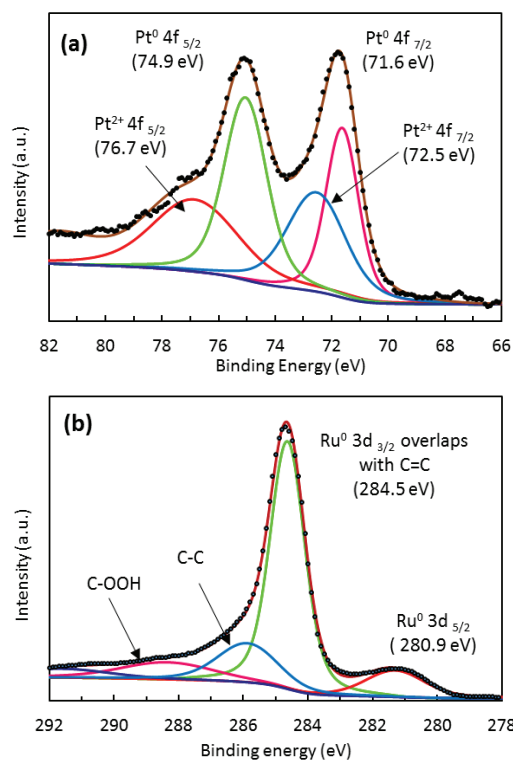 (a)
Pt⁰ 4f 5/2
(74.9 eV)
Pt⁰ 4f 7/2
(71.6 eV)
Pt²⁺ 4f 5/2
(76.7 eV)
Pt²⁺ 4f 7/2
(72.5 eV)
Intensity (a.u.)
82 80 78 76 74 72 70 68 66
Binding Energy (eV)
(b)
Ru⁰ 3d 3/2 overlaps
with C=C
(284.5 eV)
C-C
C-OOH
Ru⁰ 3d 5/2
( 280.9 eV)
Intensity (a.u.)
292 290 288 286 284 282 280 278
Binding energy (eV)